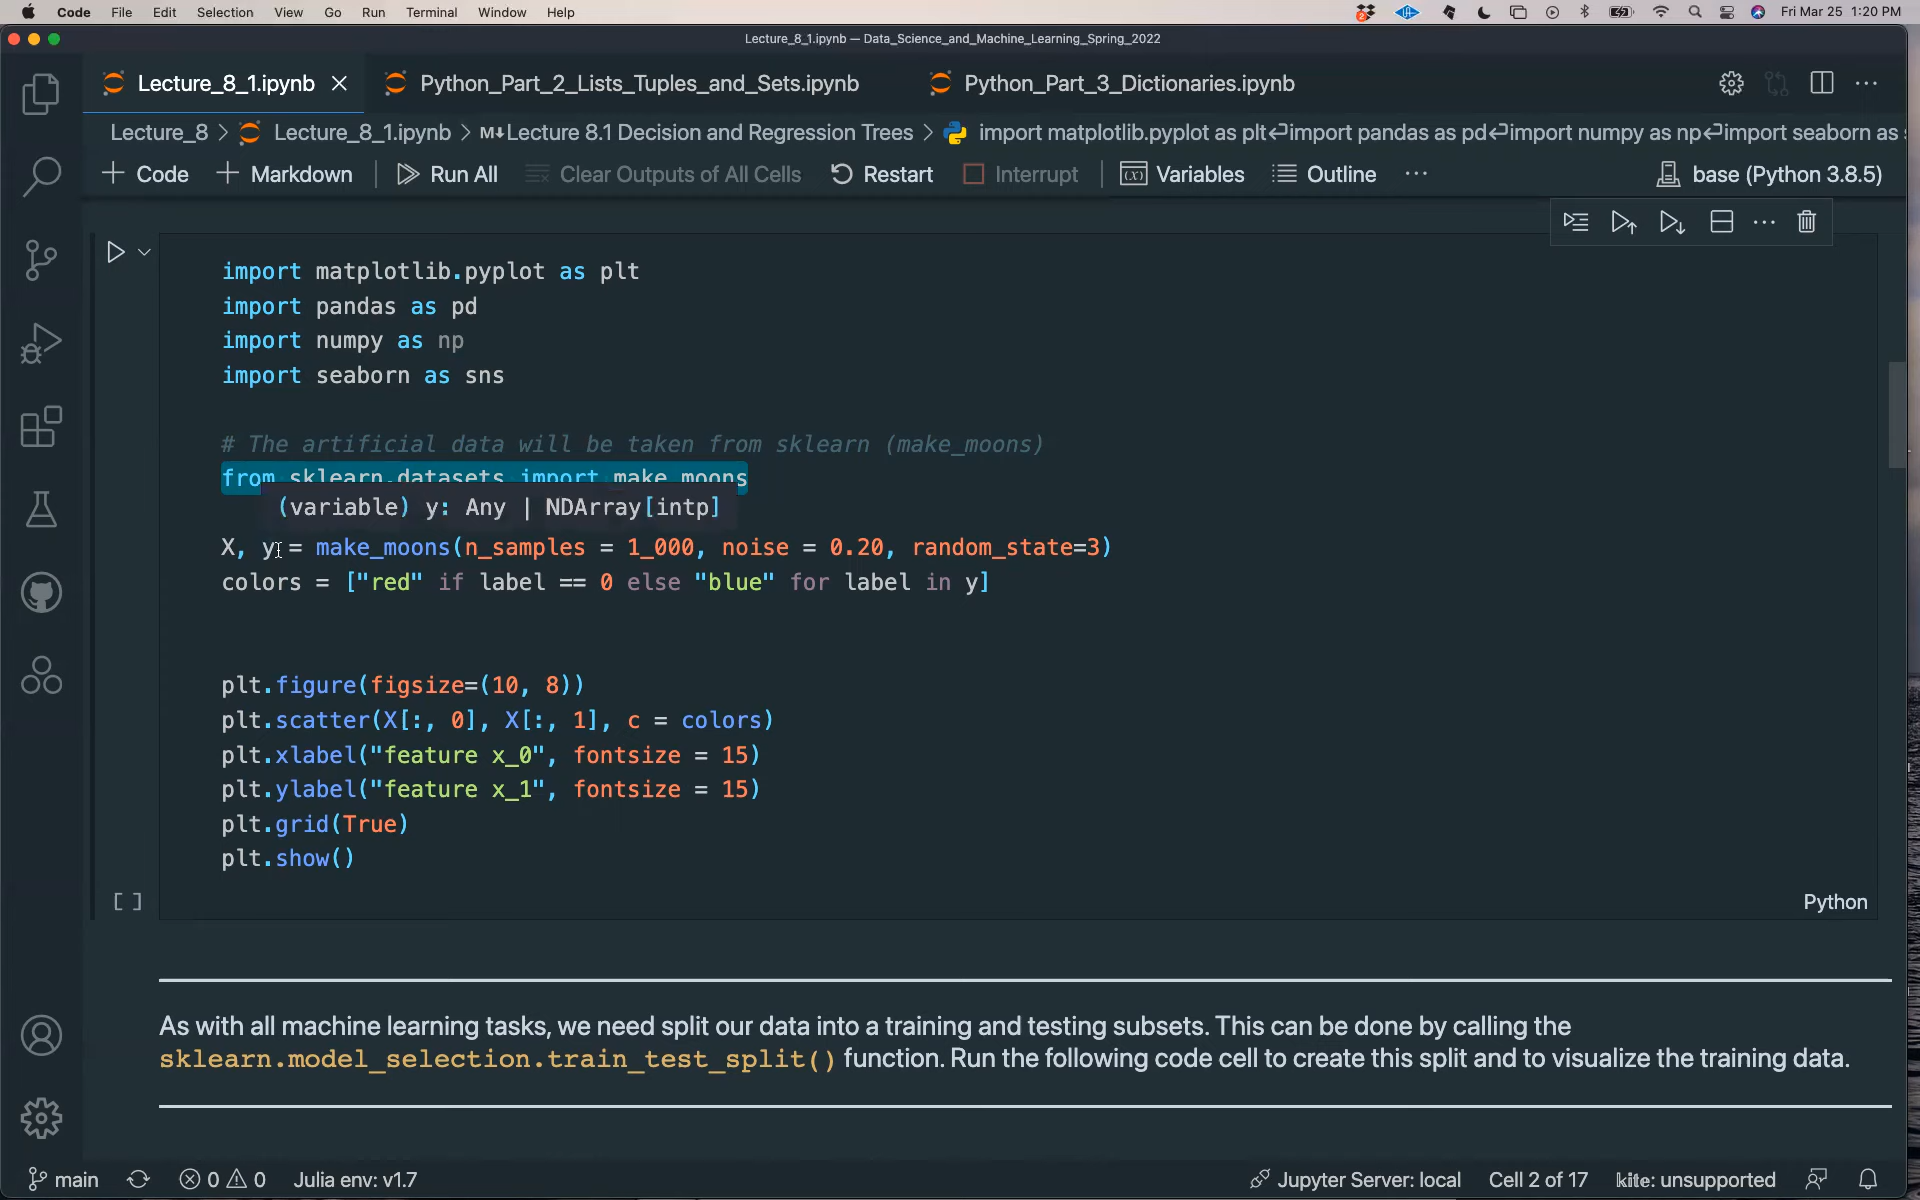 Code File Edit Selection View Go Run Terminal Window Help Fri Mar 25 1:20 PM
Lecture_8_1.ipynb — Data_Science_and_Machine_Learning_Spring_2022
Lecture_8_1.ipynb Python_Part_2_Lists_Tuples_and_Sets.ipynb Python_Part_3_Dictionaries.ipynb
Lecture_8 > Lecture_8_1.ipynb > M↓Lecture 8.1 Decision and Regression Trees > import matplotlib.pyplot as plt↵import pandas as pd↵import numpy as np↵import seaborn as s
+ Code + Markdown Run All Clear Outputs of All Cells Restart Interrupt Variables Outline ··· base (Python 3.8.5)
import matplotlib.pyplot as plt
import pandas as pd
import numpy as np
import seaborn as sns
# The artificial data will be taken from sklearn (make_moons)
from sklearn.datasets import make_moons
(variable) y: Any | NDArray[intp]
X, y = make_moons(n_samples = 1_000, noise = 0.20, random_state=3)
colors = ["red" if label == 0 else "blue" for label in y]
plt.figure(figsize=(10, 8))
plt.scatter(X[:, 0], X[:, 1], c = colors)
plt.xlabel("feature x_0", fontsize = 15)
plt.ylabel("feature x_1", fontsize = 15)
plt.grid(True)
plt.show()
[ ] Python
As with all machine learning tasks, we need split our data into a training and testing subsets. This can be done by calling the
sklearn.model_selection.train_test_split() function. Run the following code cell to create this split and to visualize the training data.
main 0 0 Julia env: v1.7 Jupyter Server: local Cell 2 of 17 kite: unsupported